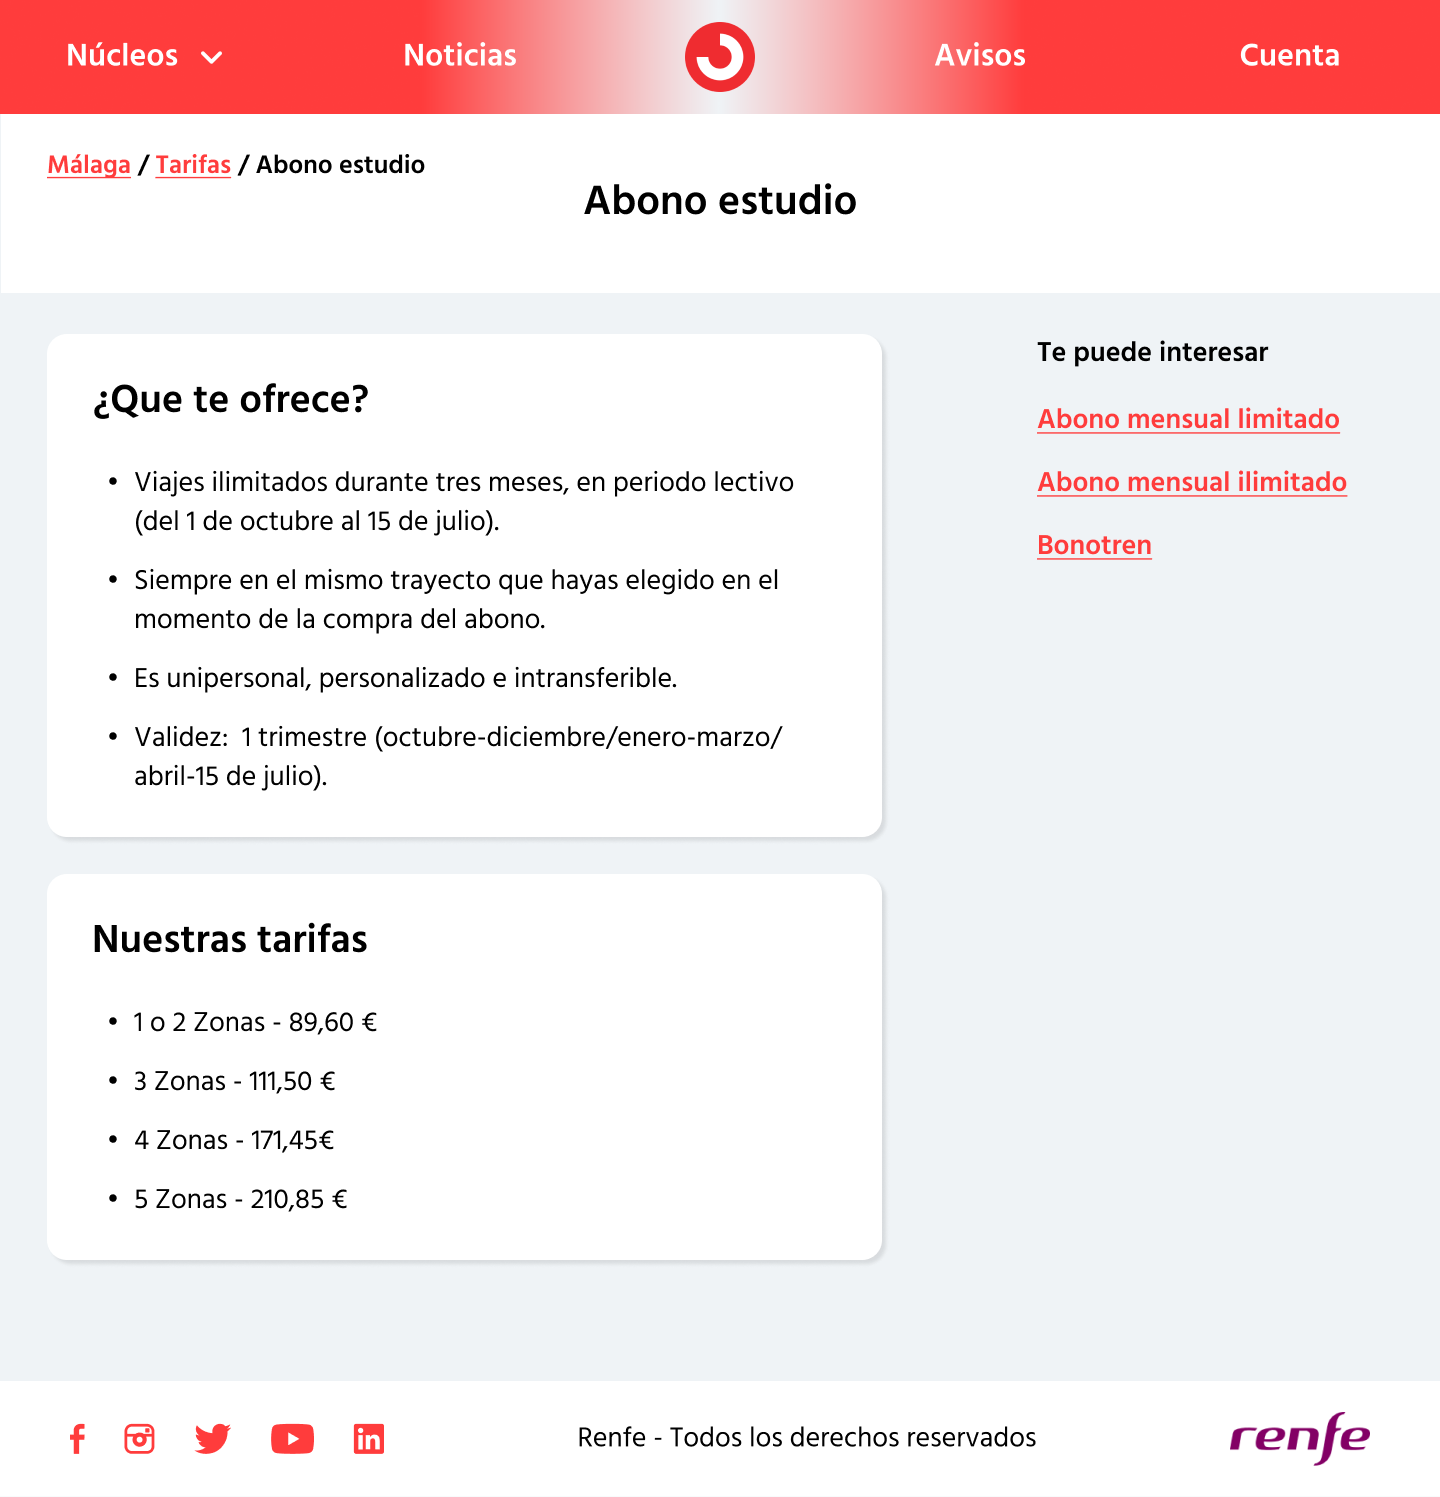 Núcleos Noticias Avisos Cuenta
Málaga / Tarifas / Abono estudio
Abono estudio
¿Que te ofrece?
• Viajes ilimitados durante tres meses, en periodo lectivo
(del 1 de octubre al 15 de julio).
• Siempre en el mismo trayecto que hayas elegido en el
momento de la compra del abono.
• Es unipersonal, personalizado e intransferible.
• Validez:  1 trimestre (octubre-diciembre/enero-marzo/
abril-15 de julio).
Nuestras tarifas
• 1 o 2 Zonas - 89,60 €
• 3 Zonas - 111,50 €
• 4 Zonas - 171,45€
• 5 Zonas - 210,85 €
Te puede interesar
Abono mensual limitado
Abono mensual ilimitado
Bonotren
Renfe - Todos los derechos reservados
renfe